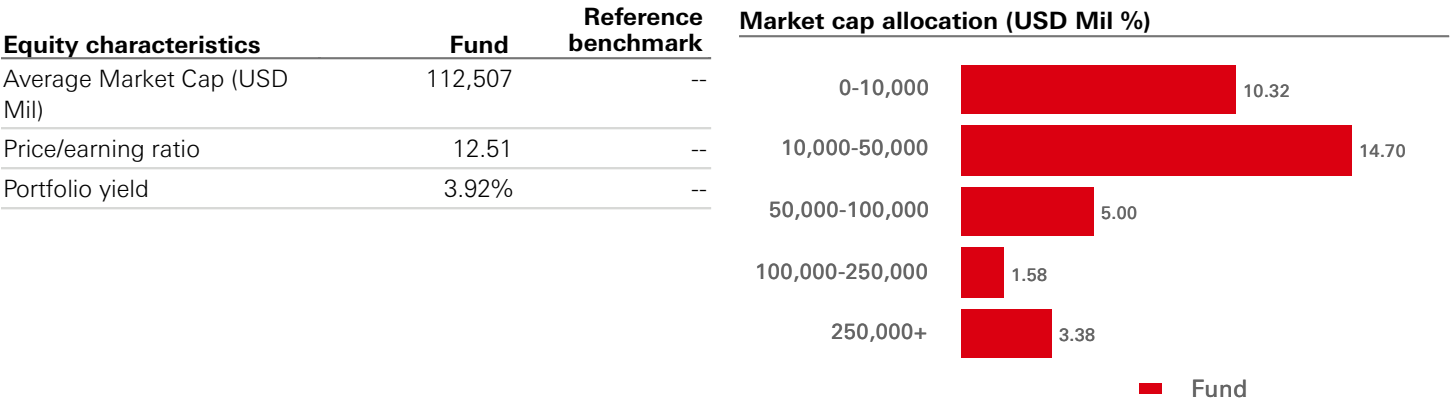 Equity characteristics Fund Reference benchmark
Average Market Cap (USD Mil) 112,507 --
Price/earning ratio 12.51 --
Portfolio yield 3.92% --
Market cap allocation (USD Mil %)
0-10,000 10.32
10,000-50,000 14.70
50,000-100,000 5.00
100,000-250,000 1.58
250,000+ 3.38
Fund